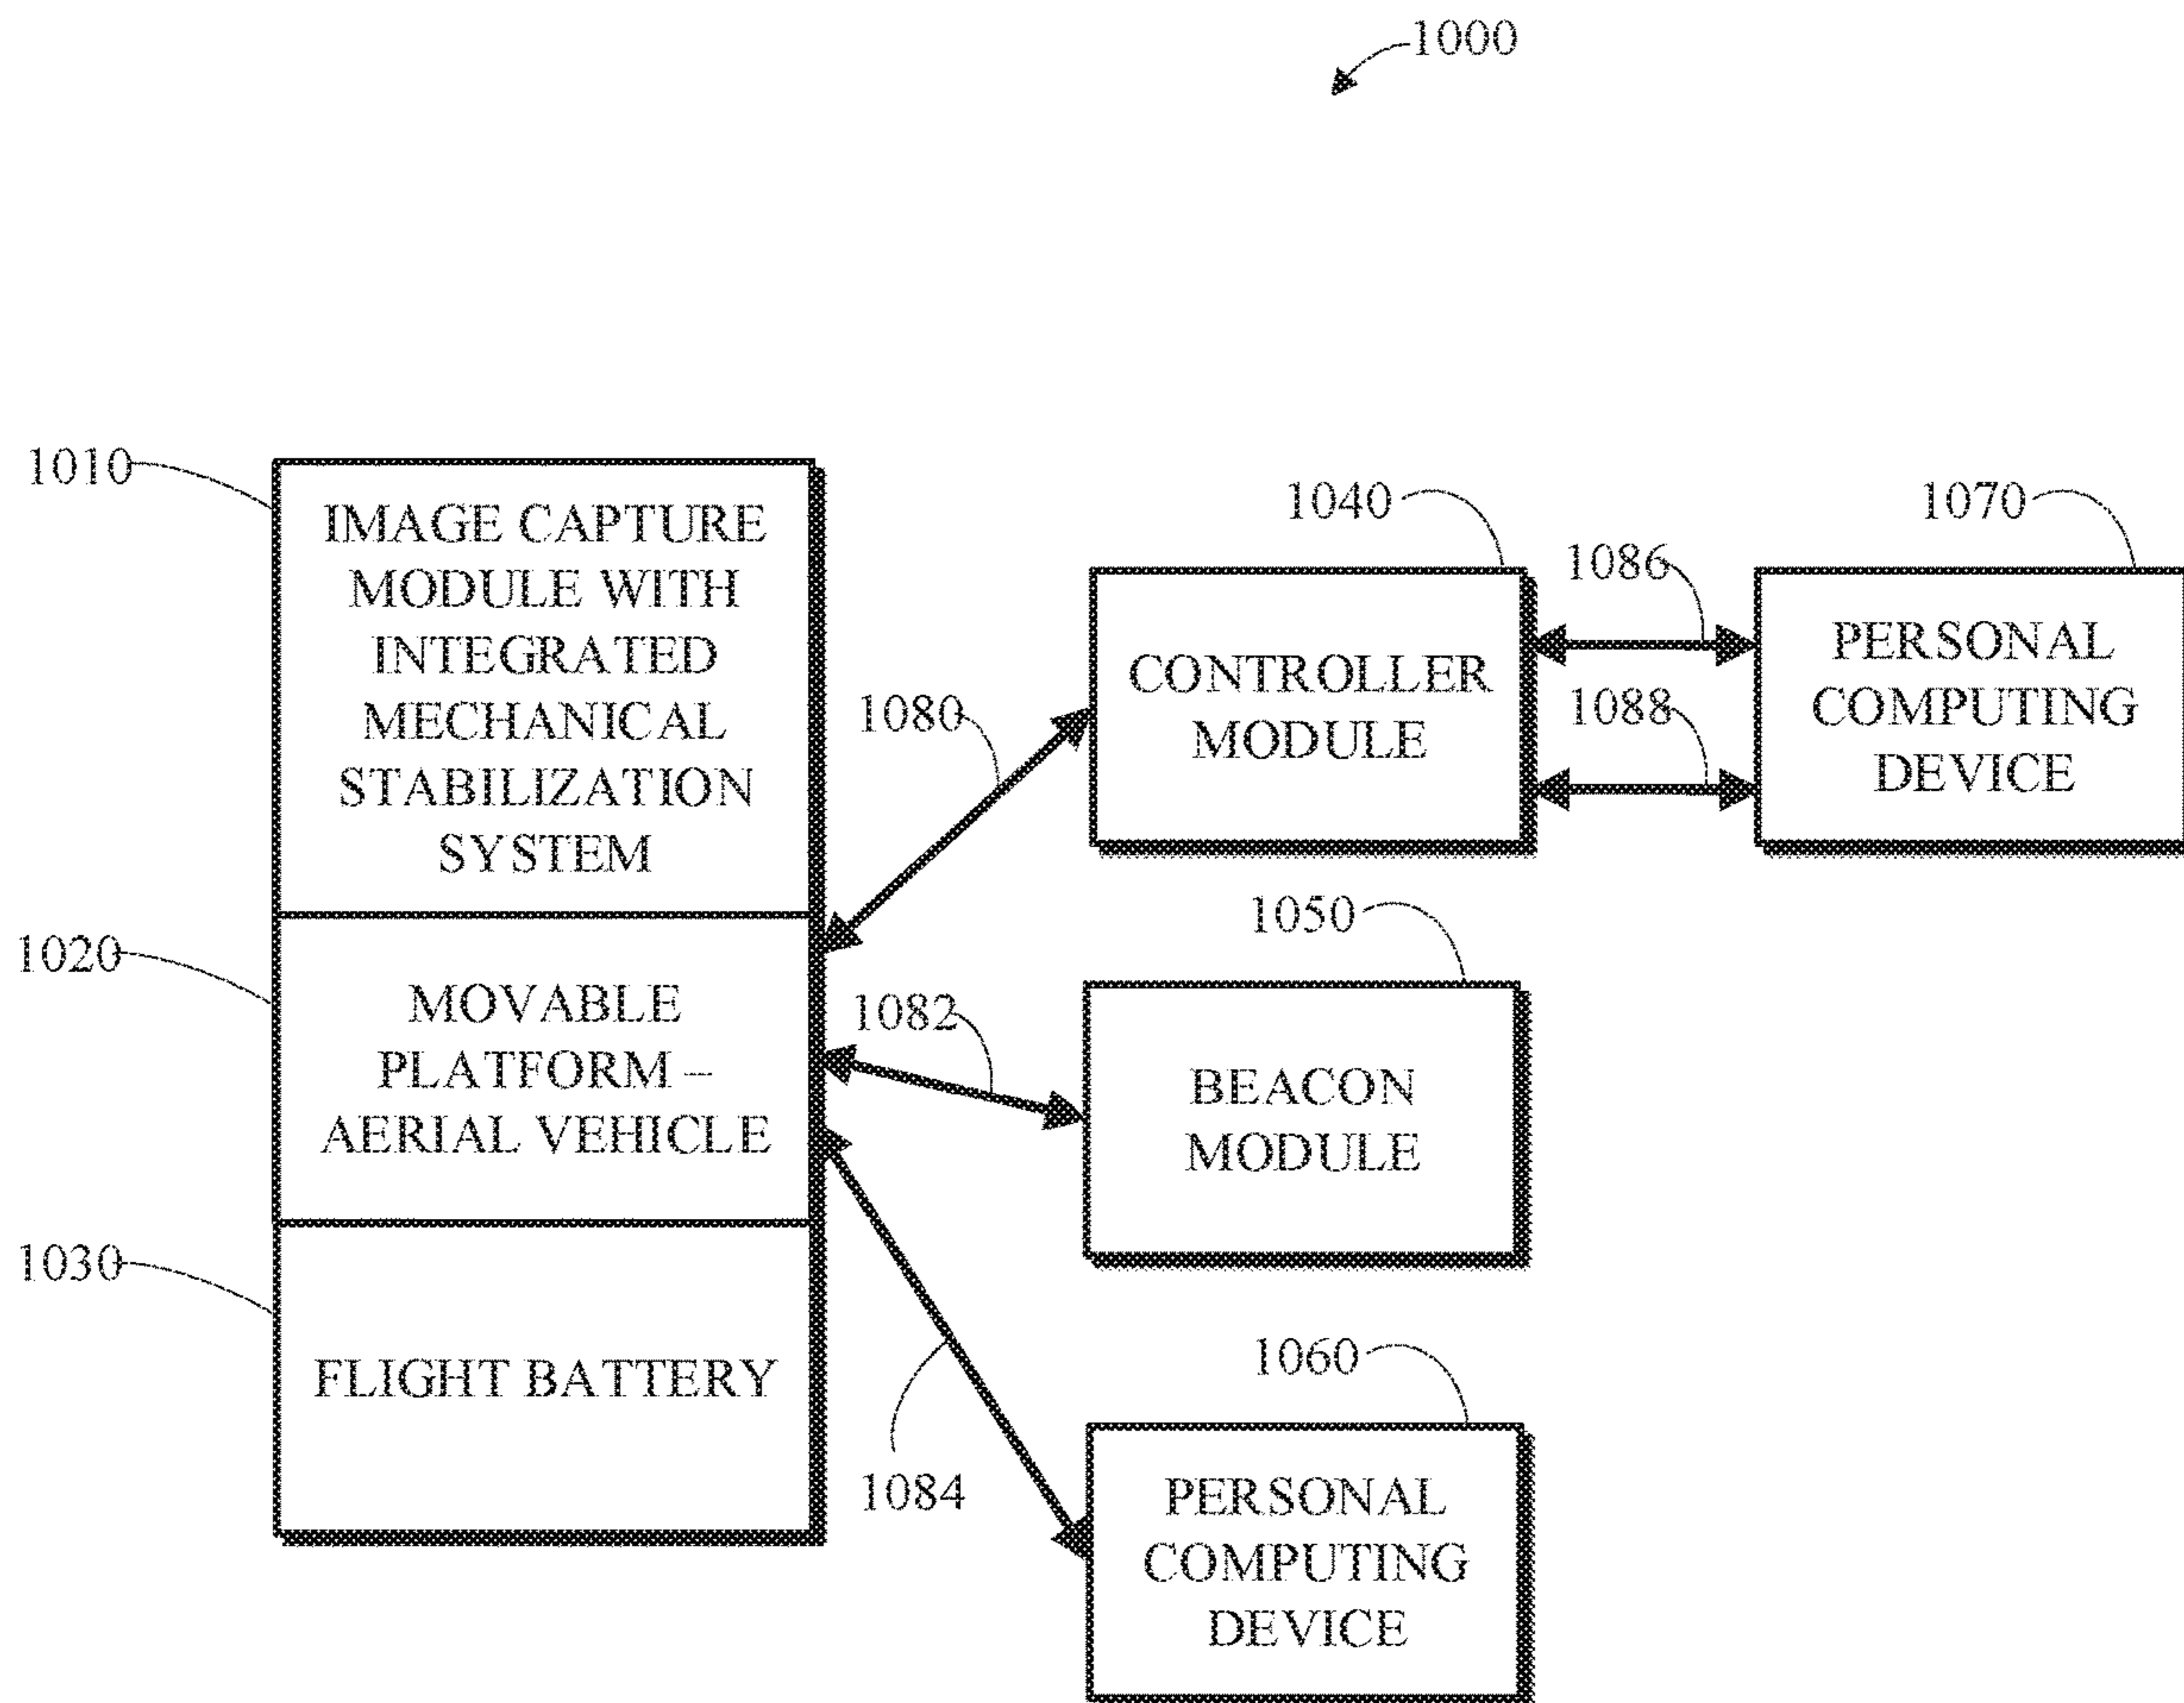 1000
1010
IMAGE CAPTURE
MODULE WITH
INTEGRATED
MECHANICAL
STABILIZATION
SYSTEM
1020
MOVABLE
PLATFORM –
AERIAL VEHICLE
1030
FLIGHT BATTERY
1080
1082
1084
1040
CONTROLLER
MODULE
1086
1088
1070
PERSONAL
COMPUTING
DEVICE
1050
BEACON
MODULE
1060
PERSONAL
COMPUTING
DEVICE